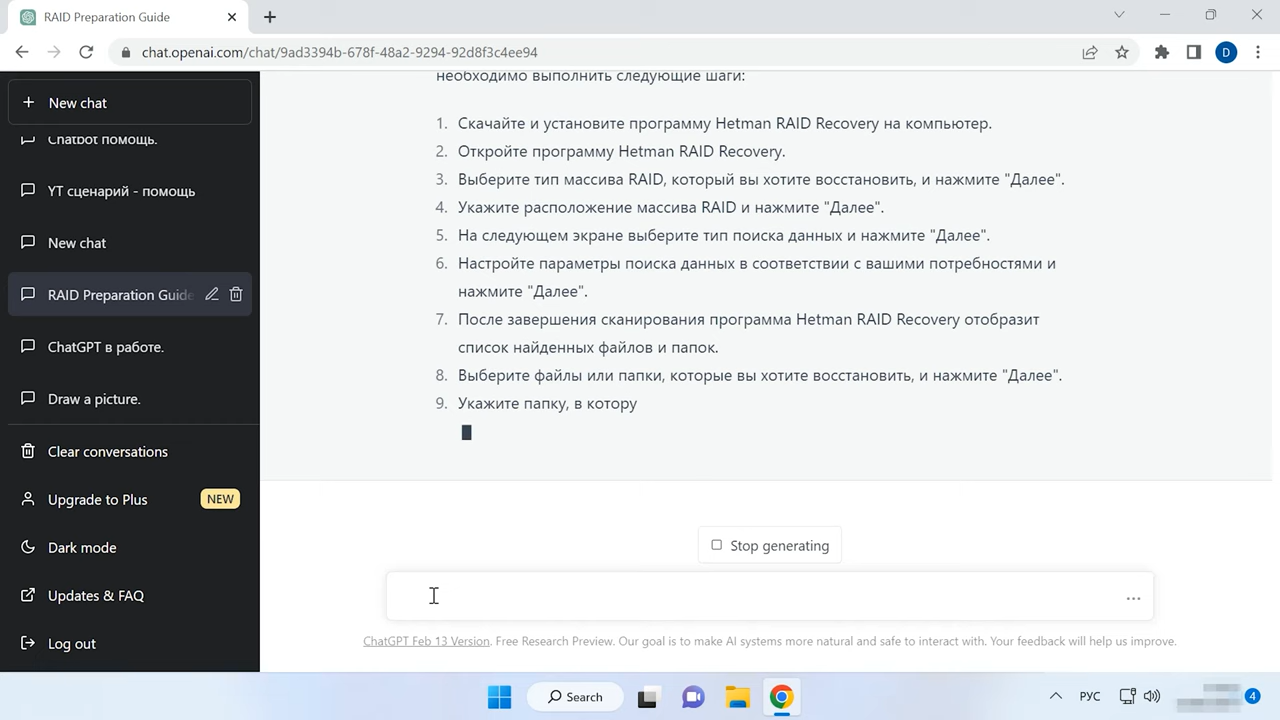 RAID Preparation Guide
chat.openai.com/chat/9ad3394b-678f-48a2-9294-92d8f3c4ee94
D
New chat
Chatbot помощь.
YT сценарий - помощь
New chat
RAID Preparation Guide
ChatGPT в работе.
Draw a picture.
Clear conversations
Upgrade to Plus NEW
Dark mode
Updates & FAQ
Log out
необходимо выполнить следующие шаги:
1. Скачайте и установите программу Hetman RAID Recovery на компьютер.
2. Откройте программу Hetman RAID Recovery.
3. Выберите тип массива RAID, который вы хотите восстановить, и нажмите "Далее".
4. Укажите расположение массива RAID и нажмите "Далее".
5. На следующем экране выберите тип поиска данных и нажмите "Далее".
6. Настройте параметры поиска данных в соответствии с вашими потребностями и
нажмите "Далее".
7. После завершения сканирования программа Hetman RAID Recovery отобразит
список найденных файлов и папок.
8. Выберите файлы или папки, которые вы хотите восстановить, и нажмите "Далее".
9. Укажите папку, в котору
Stop generating
ChatGPT Feb 13 Version. Free Research Preview. Our goal is to make AI systems more natural and safe to interact with. Your feedback will help us improve.
Search
РУС
4